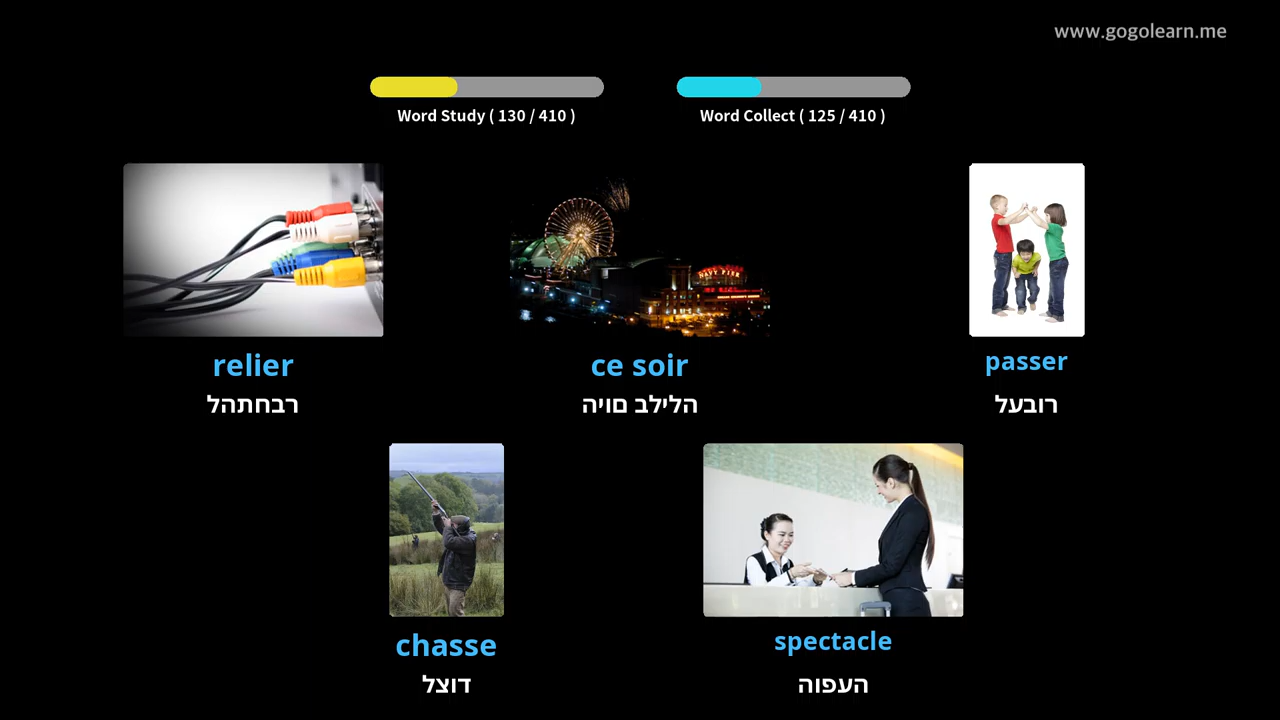 www.gogolearn.me
Word Study ( 130 / 410 )
Word Collect ( 125 / 410 )
relier
רבחתהל
ce soir
הלילב םויה
passer
רובעל
chasse
דוצל
spectacle
העפוה